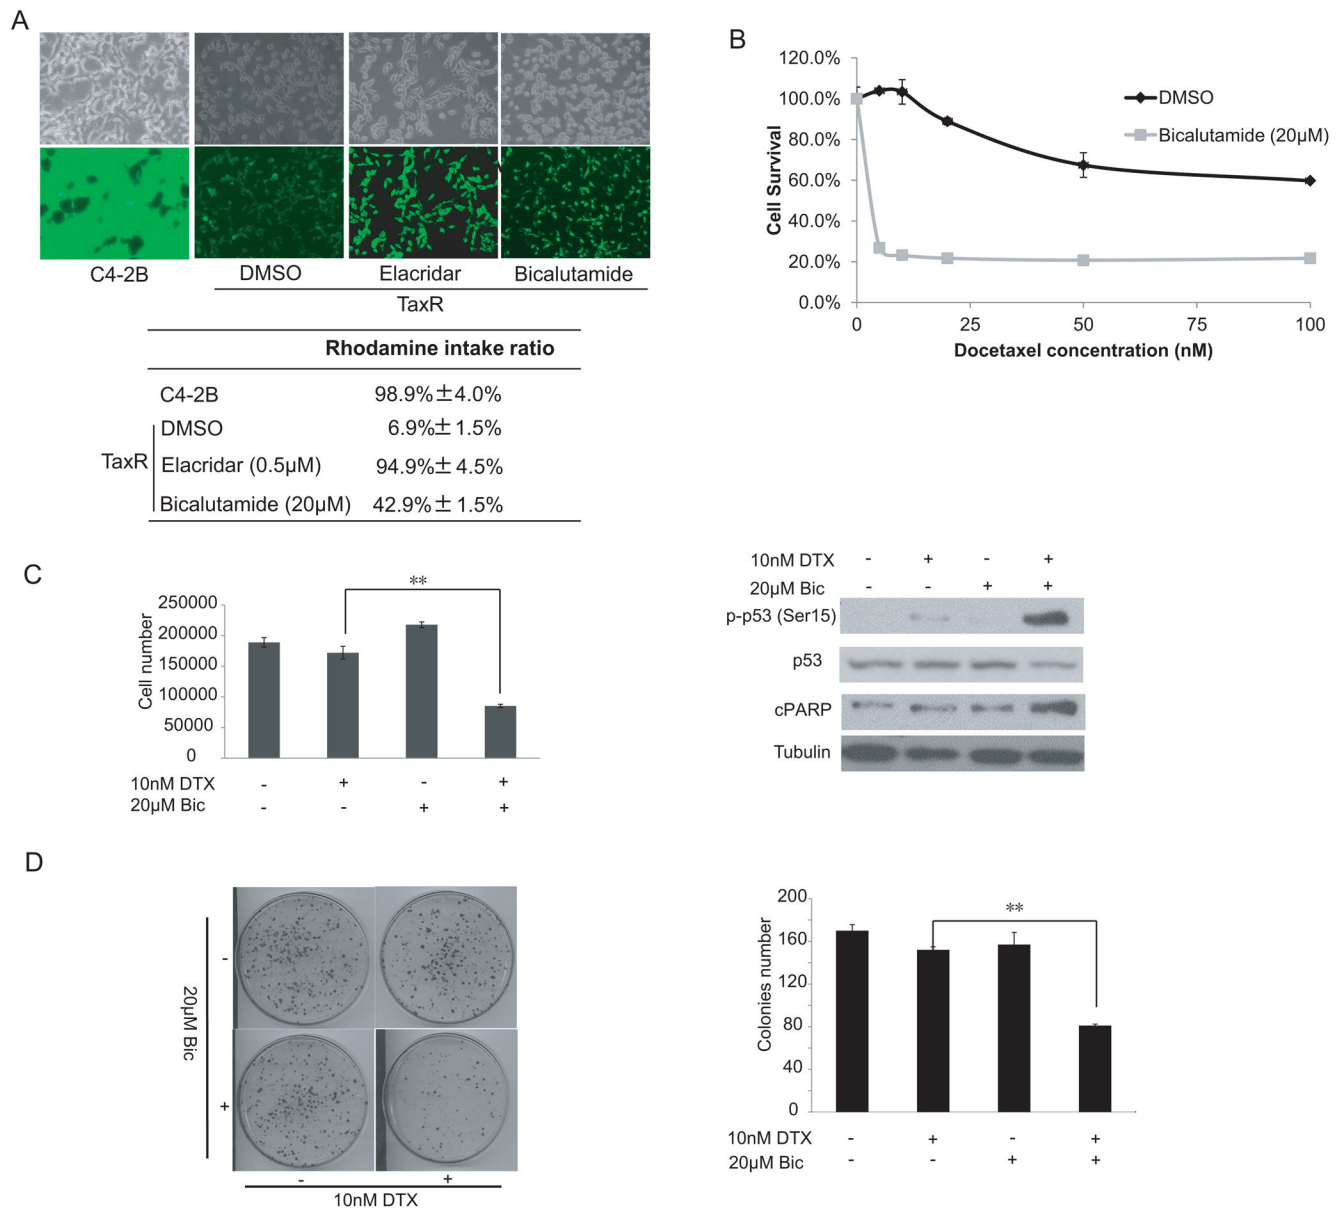 A
C4-2B
DMSO
Elacridar
Bicalutamide
TaxR
Rhodamine intake ratio
C4-2B 98.9%±4.0%
TaxR
DMSO 6.9%±1.5%
Elacridar (0.5µM) 94.9%±4.5%
Bicalutamide (20µM) 42.9%±1.5%
B
120.0%
100.0%
80.0%
60.0%
40.0%
20.0%
0.0%
Cell Survival
0 25 50 75 100
Docetaxel concentration (nM)
DMSO
Bicalutamide (20µM)
C
250000
200000
150000
100000
50000
0
Cell number
**
10nM DTX - + - +
20µM Bic - - + +
10nM DTX - + - +
20µM Bic - - + +
p-p53 (Ser15)
p53
cPARP
Tubulin
D
20µM Bic
-
+
- +
10nM DTX
200
160
120
80
40
0
Colonies number
**
10nM DTX - + - +
20µM Bic - - + +